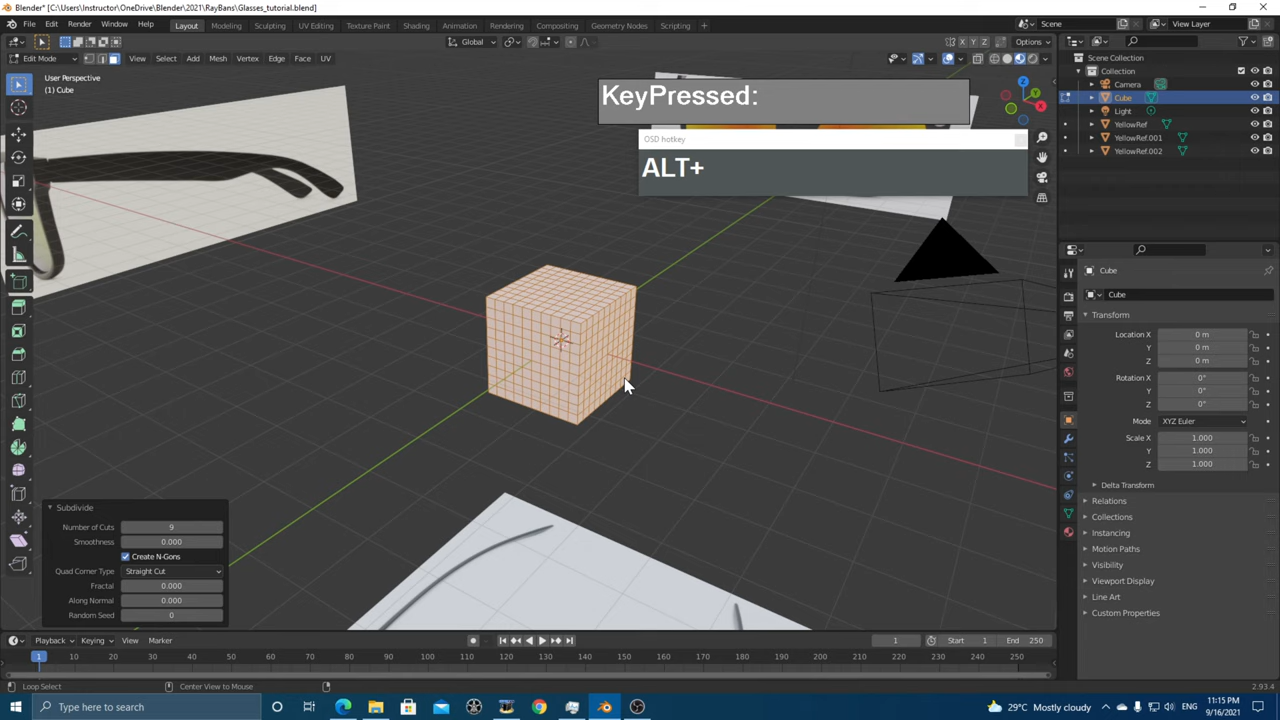 Blender* [C:\Users\Instructor\OneDrive\2021\RayBans\Glasses_tutorial.blend]
File Edit Render Window Help Layout Modeling Sculpting UV Editing Texture Paint Shading Animation Rendering Compositing Geometry Nodes Scripting Scene View Layer
Global X Y Z Options
Edit Mode View Select Add Mesh Vertex Edge Face UV
User Perspective
(1) Cube
KeyPressed:
OSD hotkey
ALT+
Z
Y
X
Scene Collection
Collection
Camera
Cube
Light
YellowRef
YellowRef.001
YellowRef.002
Cube
Cube
Transform
Location X 0 m
Y 0 m
Z 0 m
Rotation X 0°
Y 0°
Z 0°
Mode XYZ Euler
Scale X 1.000
Y 1.000
Z 1.000
Delta Transform
Relations
Collections
Instancing
Motion Paths
Visibility
Viewport Display
Line Art
Custom Properties
Subdivide
Number of Cuts 9
Smoothness 0.000
Create N-Gons
Quad Corner Type Straight Cut
Fractal 0.000
Along Normal 0.000
Random Seed 0
Playback Keying View Marker 1 Start 1 End 250
1 10 20 30 40 50 60 70 80 90 100 110 120 130 140 150 160 170 180 190 200 210 220 230 240 250
Loop Select Center View to Mouse 2.93.4
Type here to search 29°C Mostly cloudy 11:15 PM
9/16/2021